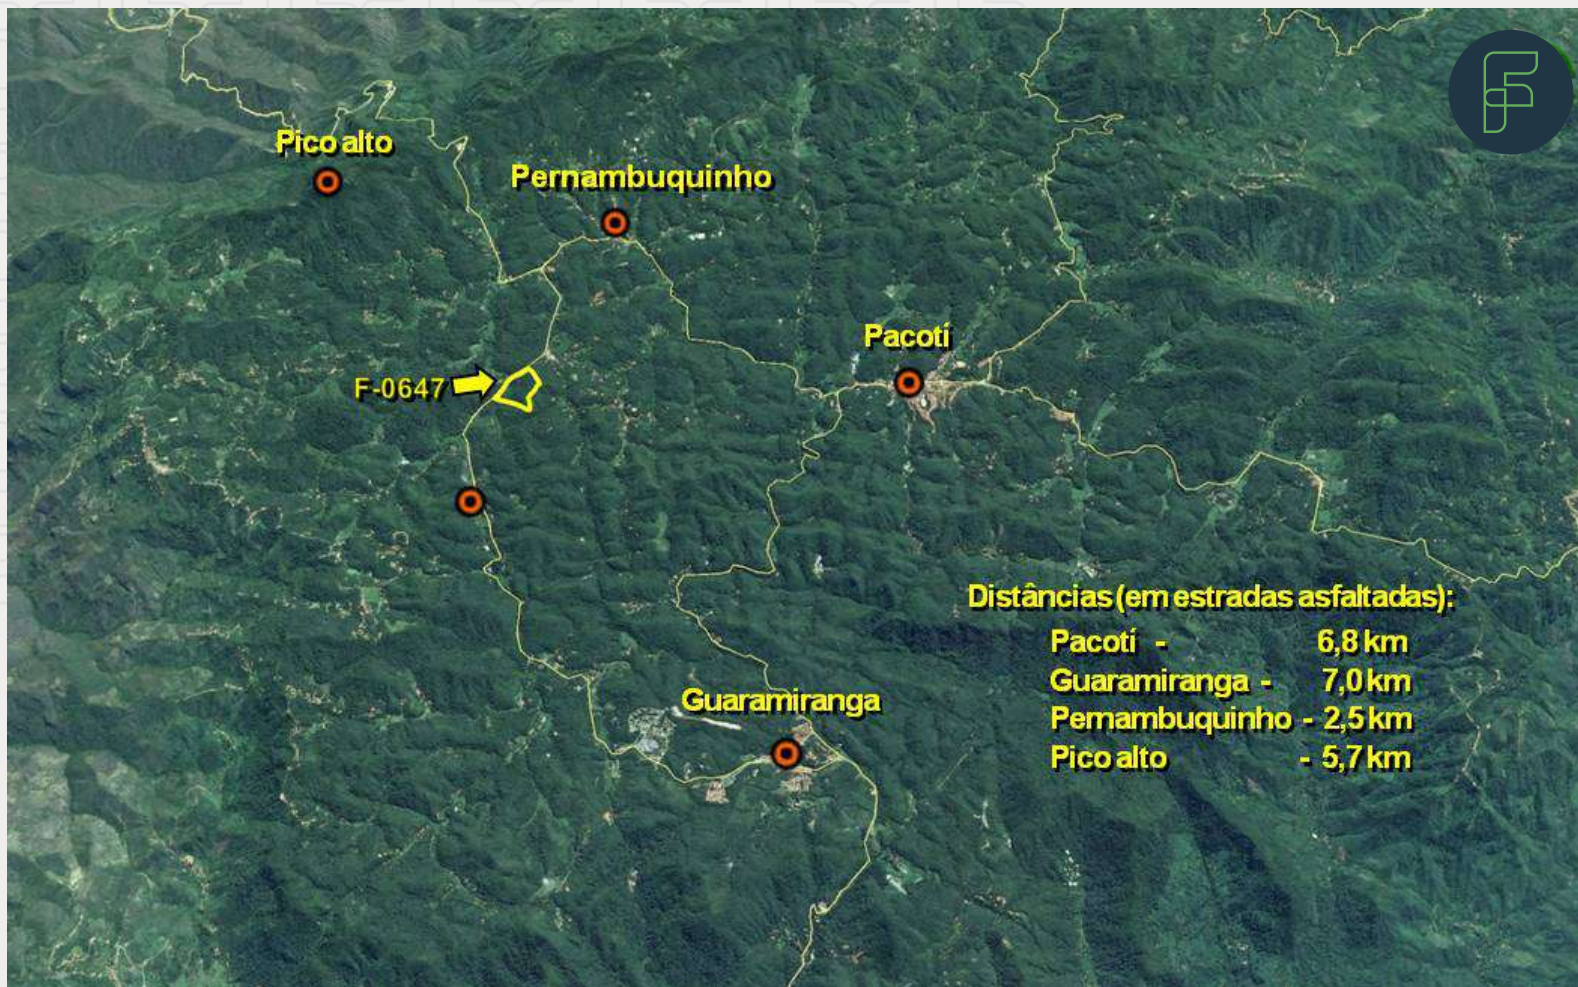 Pico alto
Pernambuquinho
Pacotí
F-0647
Guaramiranga
Distâncias (em estradas asfaltadas):
Pacotí - 6,8 km
Guaramiranga - 7,0 km
Pernambuquinho - 2,5 km
Pico alto - 5,7 km